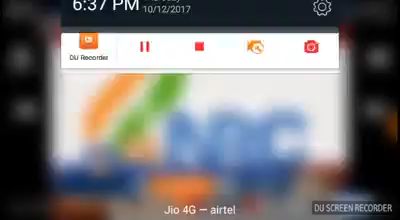 6:37 PM
10/12/2017
DU Recorder
Jio 4G — airtel
DU SCREEN RECORDER